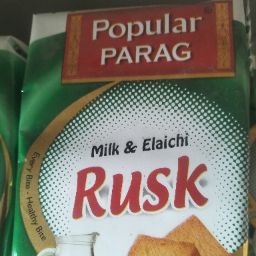 Popular
PARAG
Milk & Elaichi
Rusk
Every Bite - Healthy Bite